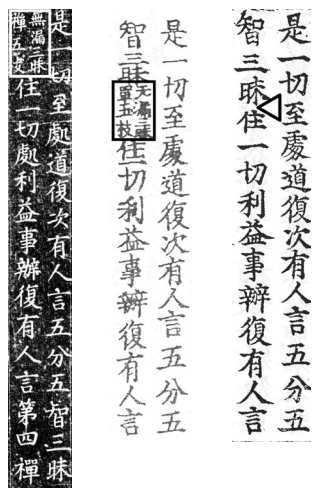 是一切至處道復次有人言五分五
智三昧住一切利益事辦復有人言
是一切至處道復次有人言五分五
智三昧
无漏三昧
單五枝
住一切利益事辦復有人言
是一切至處道復次有人言五分五智三昧
無漏三昧
禪五枝
住一切處利益事辦復有人言第四禪